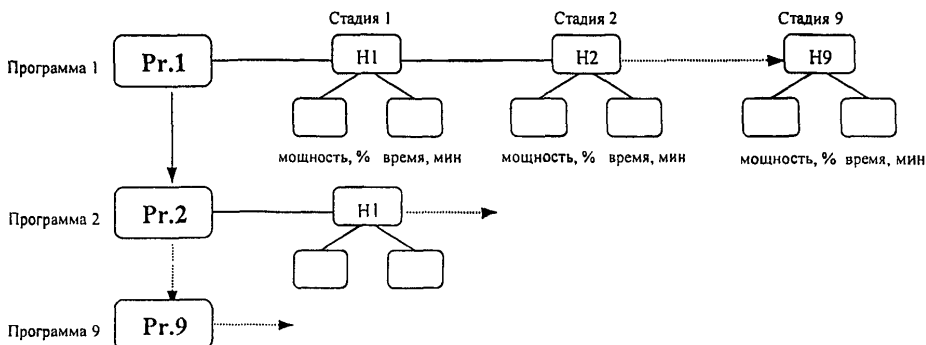 Стадия 1 Стадия 2 Стадия 9
Программа 1 Pr.1 H1 H2 H9
мощность, % время, мин мощность, % время, мин мощность, % время, мин
Программа 2 Pr.2 H1
Программа 9 Pr.9